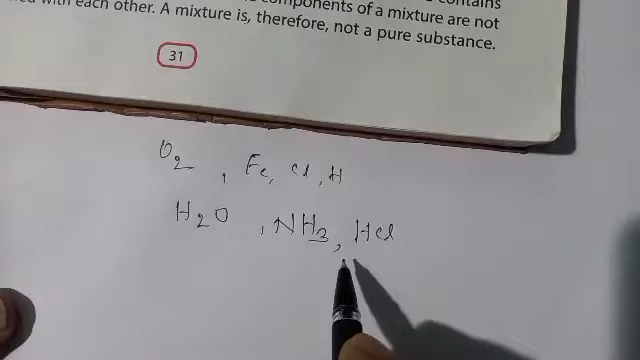 components of a mixture are not
with each other. A mixture is, therefore, not a pure substance.
31
O2, Fe, Cl, H
H2O, NH3, HCl